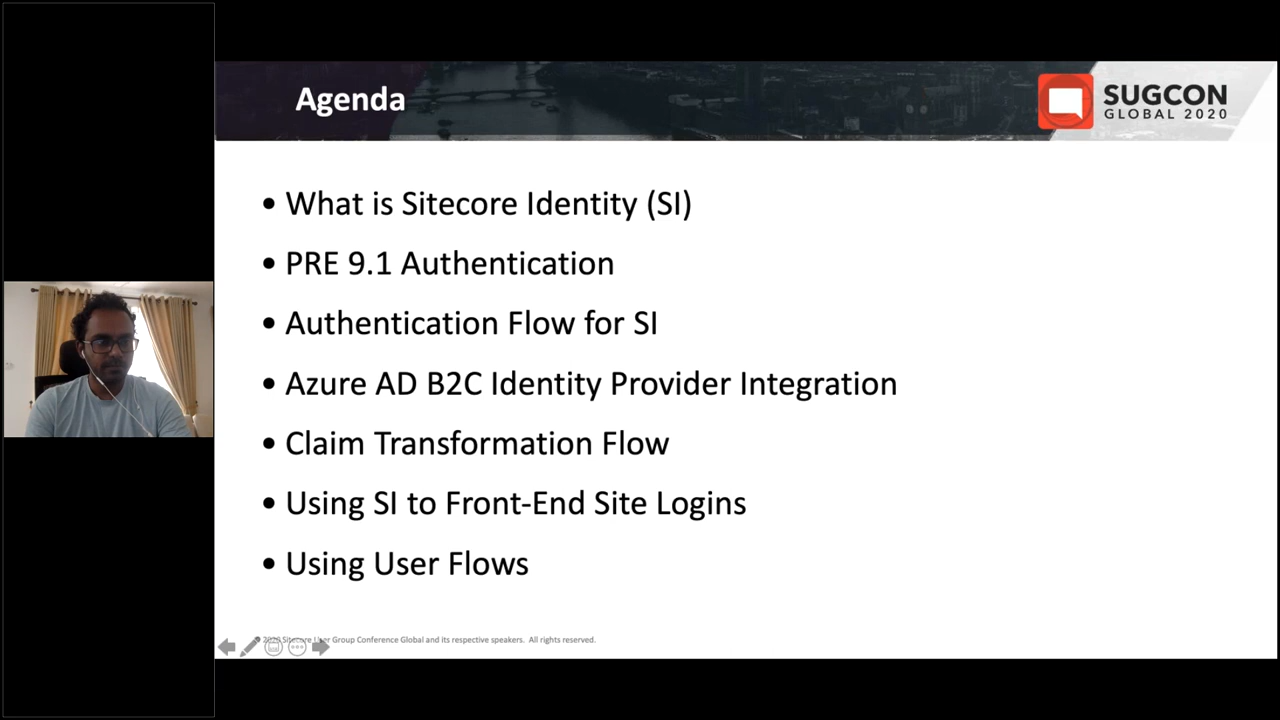 Agenda
SUGCON
GLOBAL 2020
• What is Sitecore Identity (SI)
• PRE 9.1 Authentication
• Authentication Flow for SI
• Azure AD B2C Identity Provider Integration
• Claim Transformation Flow
• Using SI to Front-End Site Logins
• Using User Flows
© 2020 Sitecore User Group Conference Global and its respective speakers. All rights reserved.